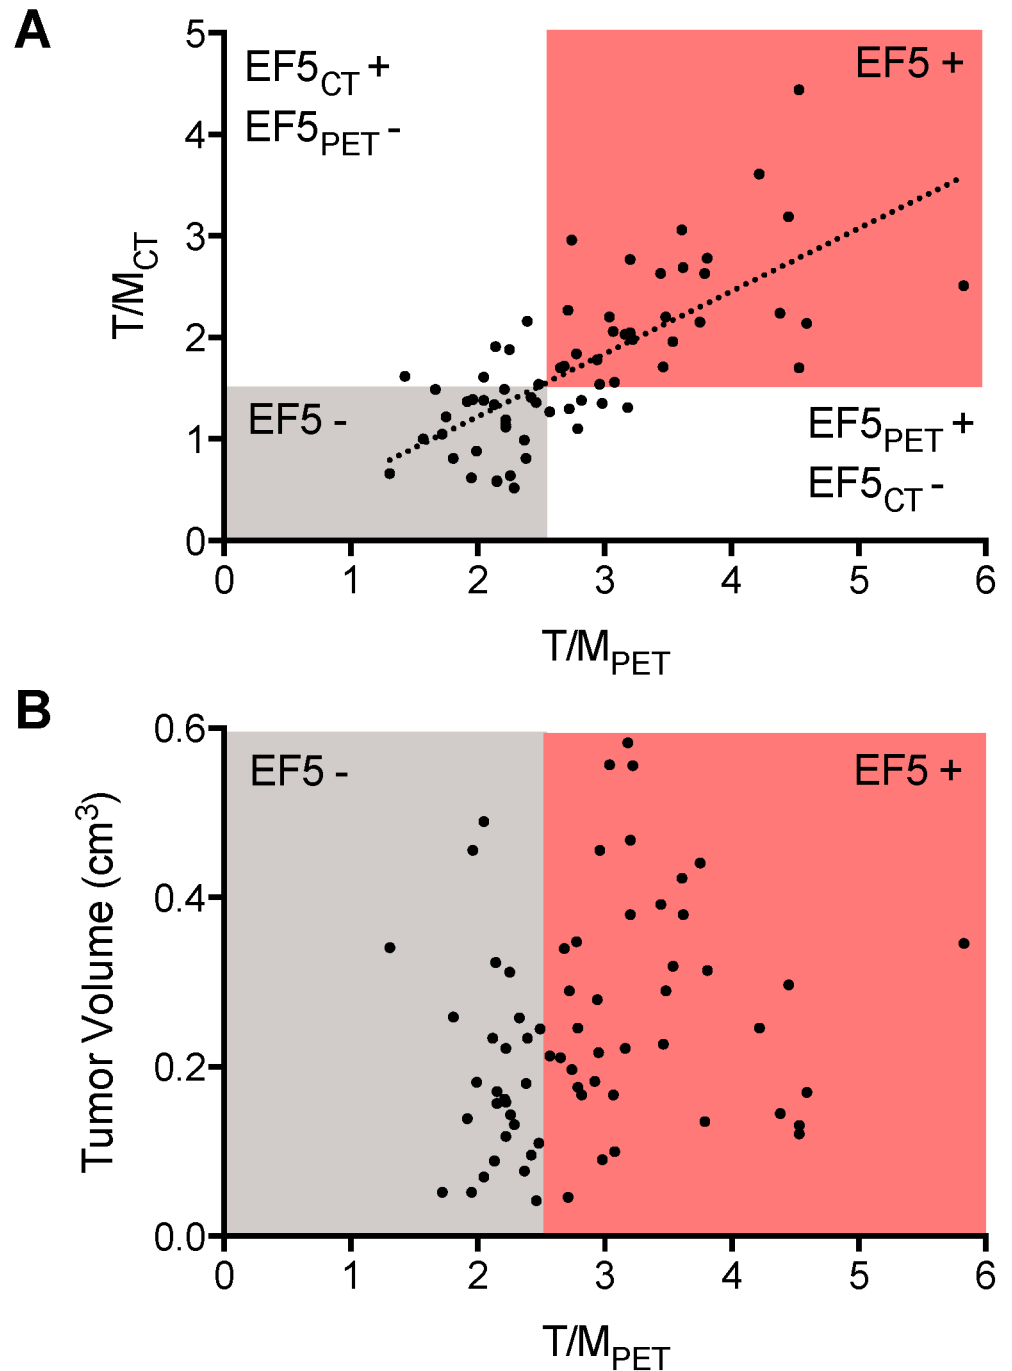 A
EF5CT +
EF5PET -
EF5 +
EF5 -
EF5PET +
EF5CT -
T/MCT
5
4
3
2
1
0
0 1 2 3 4 5 6
T/MPET
B
EF5 -
EF5 +
Tumor Volume (cm³)
0.6
0.4
0.2
0.0
0 1 2 3 4 5 6
T/MPET